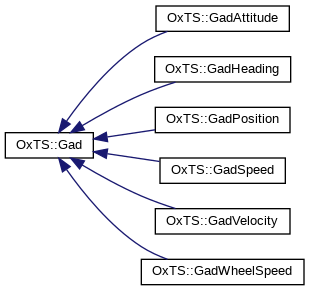 OxTS::GadAttitude
OxTS::GadHeading
OxTS::GadPosition
OxTS::Gad
OxTS::GadSpeed
OxTS::GadVelocity
OxTS::GadWheelSpeed